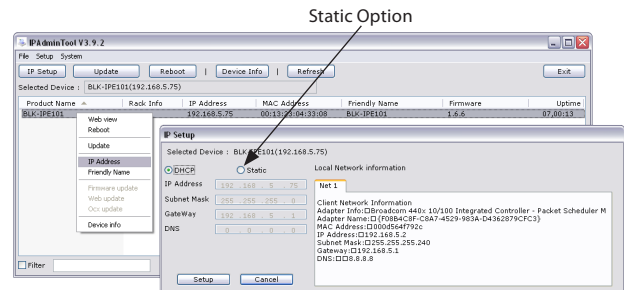 Static Option
IPAdminTool V3.9.2
File Setup System
IP Setup Update Reboot | Device Info | Refresh Exit
Selected Device : BLK-IPE101(192.168.5.75)
Product Name Rack Info IP Address MAC Address Friendly Name Firmware Uptime
BLK-IPE101 192.168.5.75 00:13:23:04:33:08 BLK-IPE101 1.6.6 07,00:13
Web view
Reboot
Update
IP Address
Friendly Name
Firmware update
Web update
Ocx update
Device info
Filter
IP Setup
Selected Device : BLK-IPE101(192.168.5.75)
DHCP Static
IP Address 192 . 168 . 5 . 75
Subnet Mask 255 . 255 . 255 . 0
GateWay 192 . 168 . 5 . 1
DNS 0 . 0 . 0 . 0
Setup Cancel
Local Network information
Net 1
Client Network Information
Adapter Info:□Broadcom 440x 10/100 Integrated Controller - Packet Scheduler M
Adapter Name:□{F08B4C8F-C8A7-4529-983A-D4362879CFC3}
MAC Address:□000d564f792c
IP Address:□192.168.5.2
Subnet Mask:□255.255.255.240
Gateway:□192.168.5.1
DNS:□□8.8.8.8